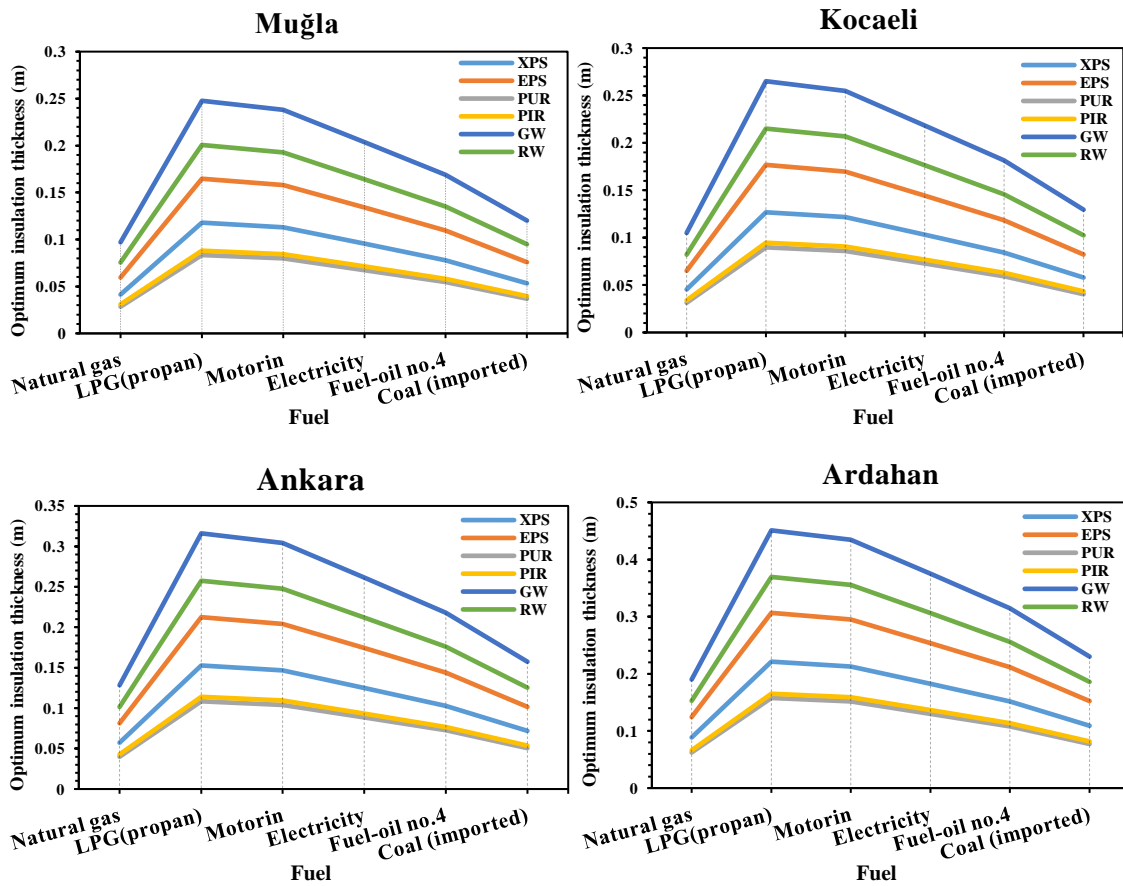 Muğla
Optimum insulation thickness (m)
0.3
0.25
0.2
0.15
0.1
0.05
0
XPS
EPS
PUR
PIR
GW
RW
Natural gas
LPG(propan)
Motorin
Electricity
Fuel-oil no.4
Coal (imported)
Fuel
Kocaeli
Optimum insulation thickness (m)
0.3
0.25
0.2
0.15
0.1
0.05
0
XPS
EPS
PUR
PIR
GW
RW
Natural gas
LPG(propan)
Motorin
Electricity
Fuel-oil no.4
Coal (imported)
Fuel
Ankara
Optimum insulation thickness (m)
0.35
0.3
0.25
0.2
0.15
0.1
0.05
0
XPS
EPS
PUR
PIR
GW
RW
Natural gas
LPG(propan)
Motorin
Electricity
Fuel-oil no.4
Coal (imported)
Fuel
Ardahan
Optimum insulation thickness (m)
0.5
0.4
0.3
0.2
0.1
0
XPS
EPS
PUR
PIR
GW
RW
Natural gas
LPG(propan)
Motorin
Electricity
Fuel-oil no.4
Coal (imported)
Fuel